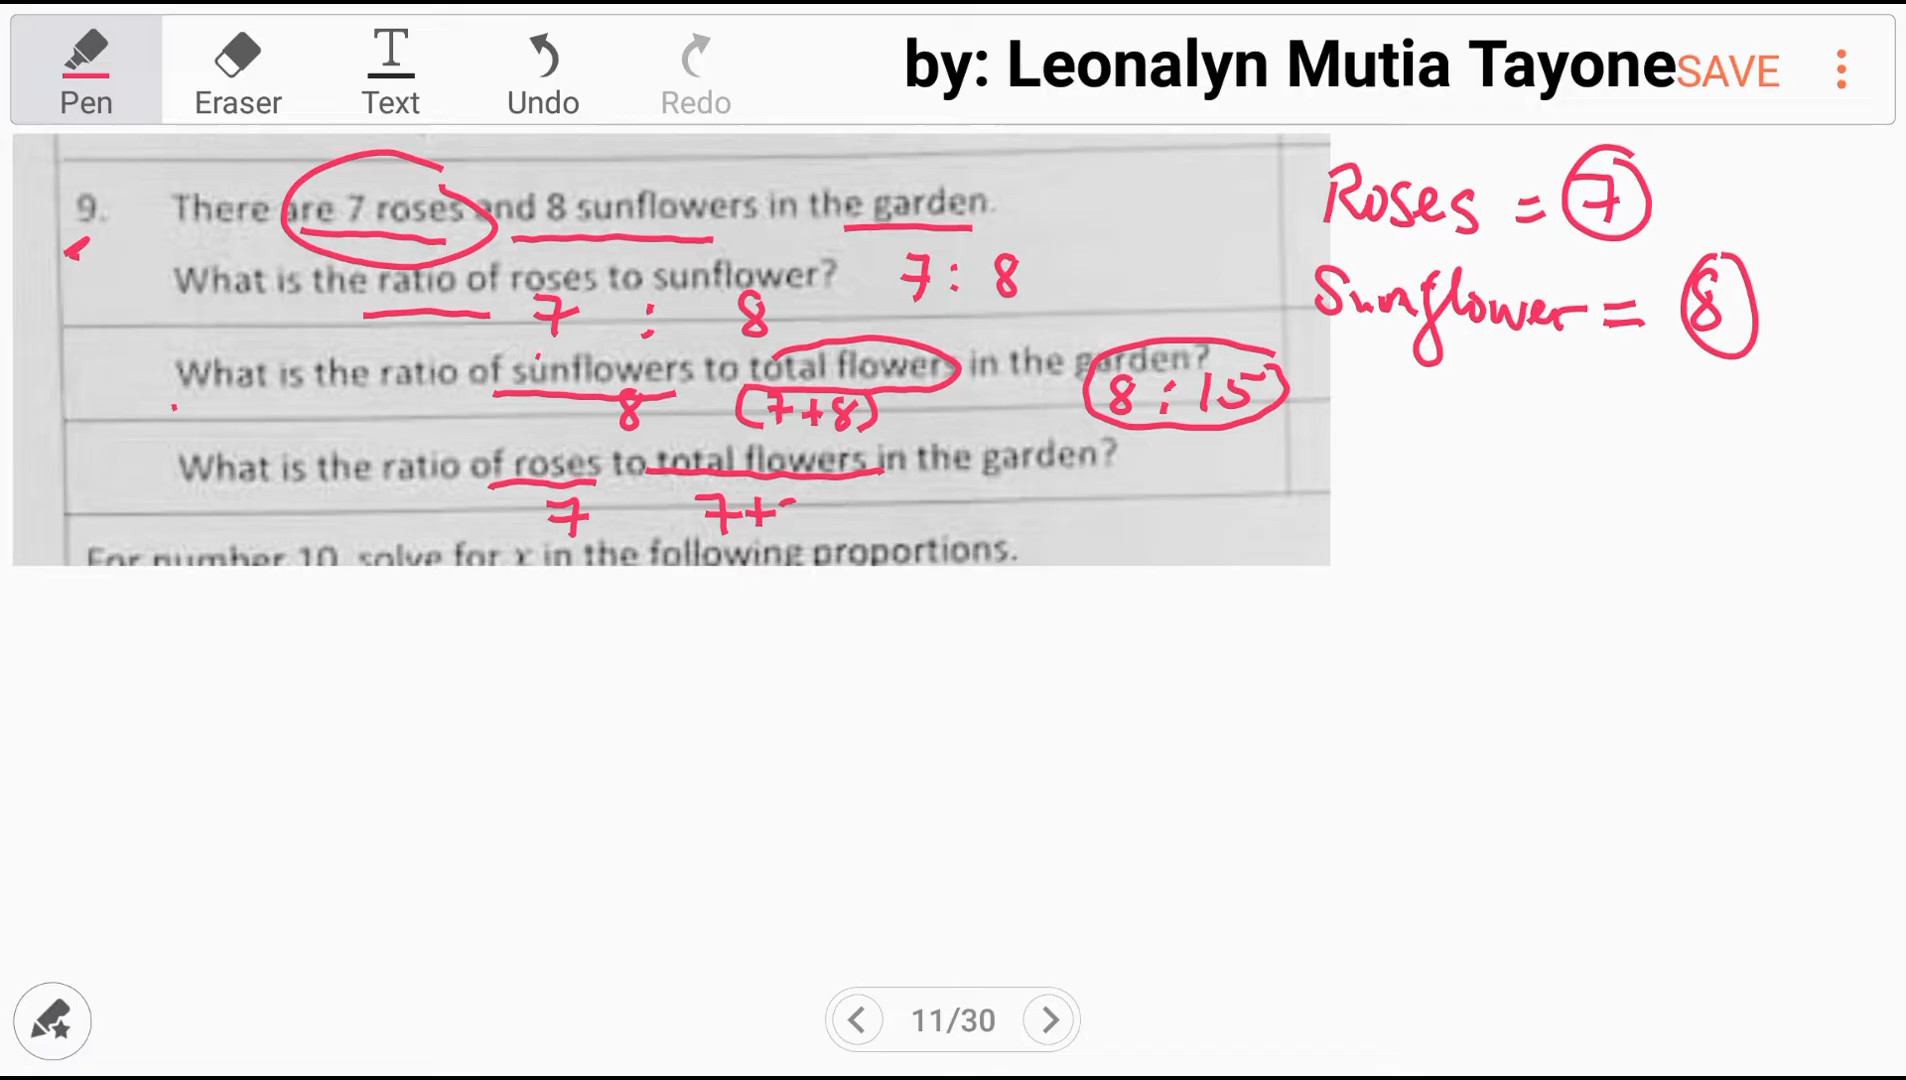 Pen Eraser Text Undo Redo by: Leonalyn Mutia Tayone SAVE
9. There are 7 roses and 8 sunflowers in the garden.
What is the ratio of roses to sunflower? 7 : 8
7 : 8
What is the ratio of sunflowers to total flowers in the garden?
8 (7+8) 8 : 15
What is the ratio of roses to total flowers in the garden?
7 7+
For number 10, solve for x in the following proportions.
Roses = 7
Sunflower = 8
11/30